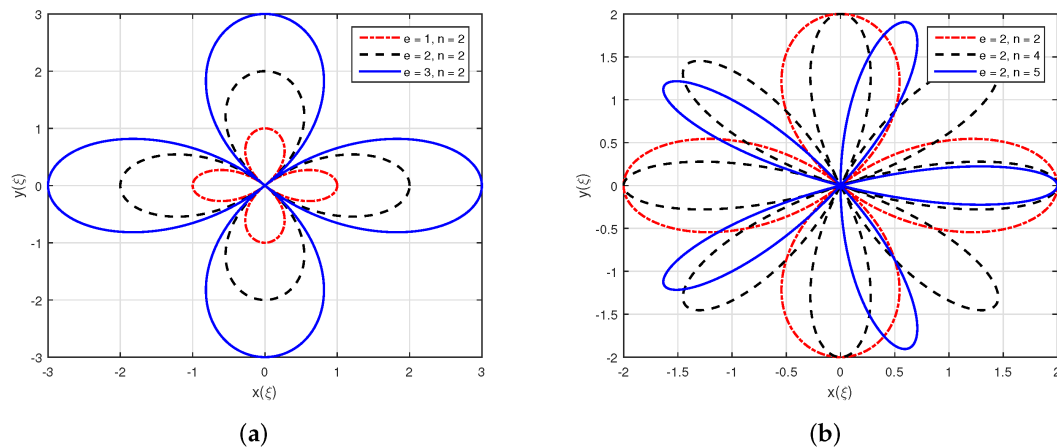 3
2
1
0
-1
-2
-3
-3 -2 -1 0 1 2 3
y(ξ)
x(ξ)
e = 1, n = 2
e = 2, n = 2
e = 3, n = 2
(a)
2
1.5
1
0.5
0
-0.5
-1
-1.5
-2
-2 -1.5 -1 -0.5 0 0.5 1 1.5 2
y(ξ)
x(ξ)
e = 2, n = 2
e = 2, n = 4
e = 2, n = 5
(b)